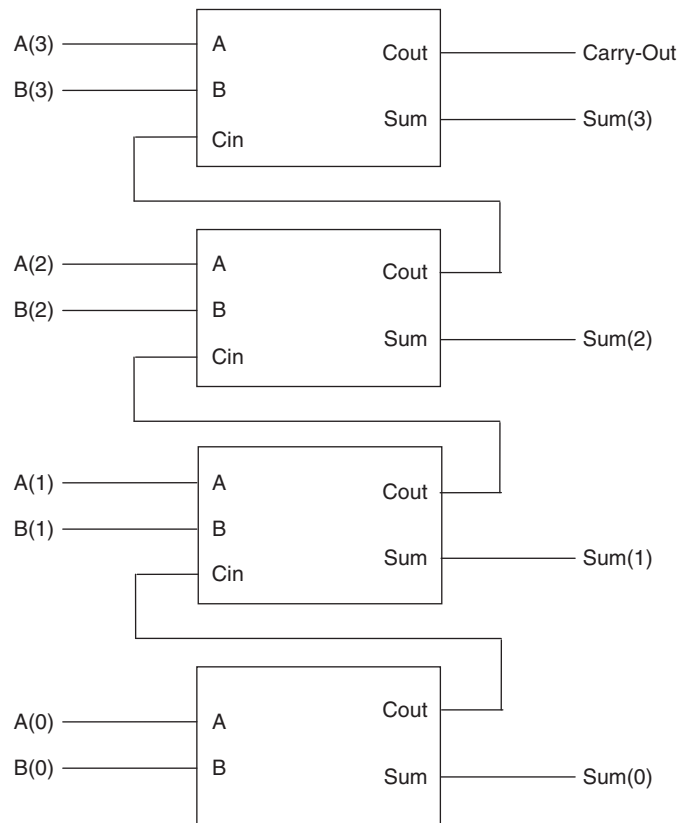 A(3)
A
Cout
Carry-Out
B(3)
B
Sum
Sum(3)
Cin
A(2)
A
Cout
B(2)
B
Sum
Sum(2)
Cin
A(1)
A
Cout
B(1)
B
Sum
Sum(1)
Cin
A(0)
A
Cout
B(0)
B
Sum
Sum(0)